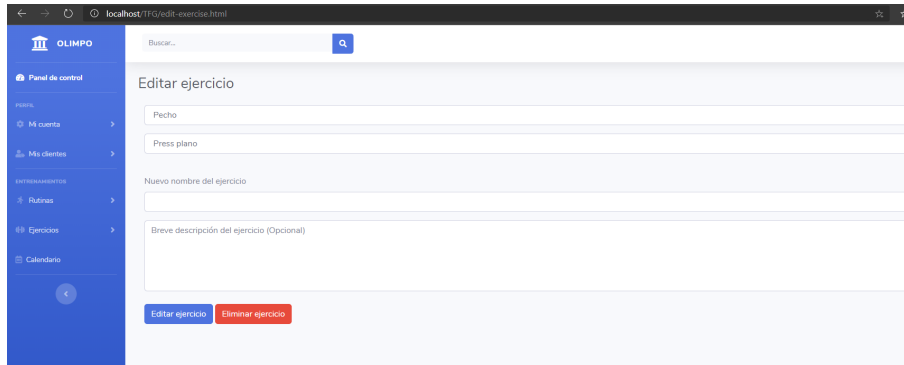 localhost/TFG/edit-exercise.html
OLIMPO
Buscar...
Panel de control
PERFIL
Mi cuenta
Mis clientes
ENTRENAMIENTOS
Rutinas
Ejercicios
Calendario
Editar ejercicio
Pecho
Press plano
Nuevo nombre del ejercicio
Breve descripción del ejercicio (Opcional)
Editar ejercicio Eliminar ejercicio